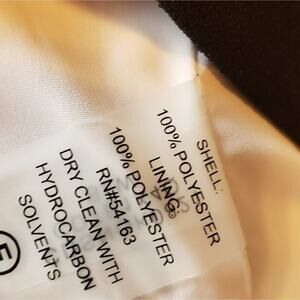 SHELL:
100% POLYESTER
LINING:
100% POLYESTER
RN#54163
DRY CLEAN WITH
HYDROCARBON
SOLVENTS
F